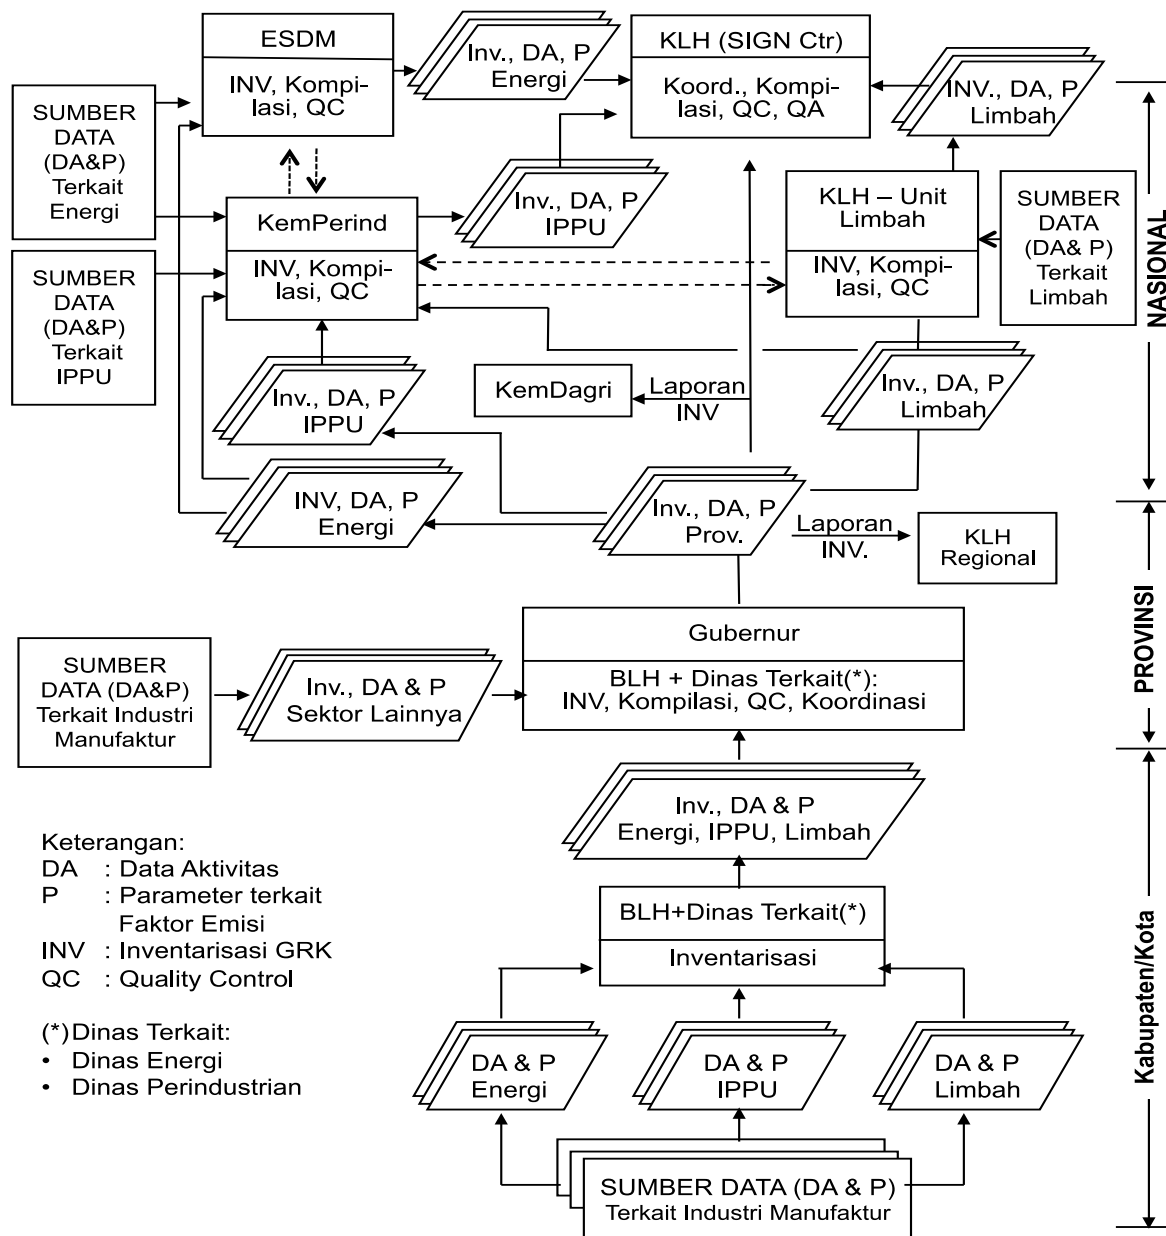 ESDM
INV, Kompi-
lasi, QC
Inv., DA, P
Energi
KLH (SIGN Ctr)
Koord., Kompi-
lasi, QC, QA
INV., DA, P
Limbah
SUMBER
DATA
(DA&P)
Terkait
Energi
Inv., DA, P
IPPU
KemPerind
INV, Kompi-
lasi, QC
KLH – Unit
Limbah
INV, Kompi-
lasi, QC
SUMBER
DATA
(DA& P)
Terkait
Limbah
NASIONAL
SUMBER
DATA
(DA&P)
Terkait
IPPU
Inv., DA, P
IPPU
KemDagri
Laporan
INV
Inv., DA, P
Limbah
INV, DA, P
Energi
Inv., DA, P
Prov.
Laporan
INV.
KLH
Regional
PROVINSI
Gubernur
BLH + Dinas Terkait(*):
INV, Kompilasi, QC, Koordinasi
SUMBER
DATA (DA&P)
Terkait Industri
Manufaktur
Inv., DA & P
Sektor Lainnya
Inv., DA & P
Energi, IPPU, Limbah
Keterangan:
DA : Data Aktivitas
P : Parameter terkait
Faktor Emisi
INV : Inventarisasi GRK
QC : Quality Control
(*)Dinas Terkait:
• Dinas Energi
• Dinas Perindustrian
BLH+Dinas Terkait(*)
Inventarisasi
Kabupaten/Kota
DA & P
Energi
DA & P
IPPU
DA & P
Limbah
SUMBER DATA (DA & P)
Terkait Industri Manufaktur